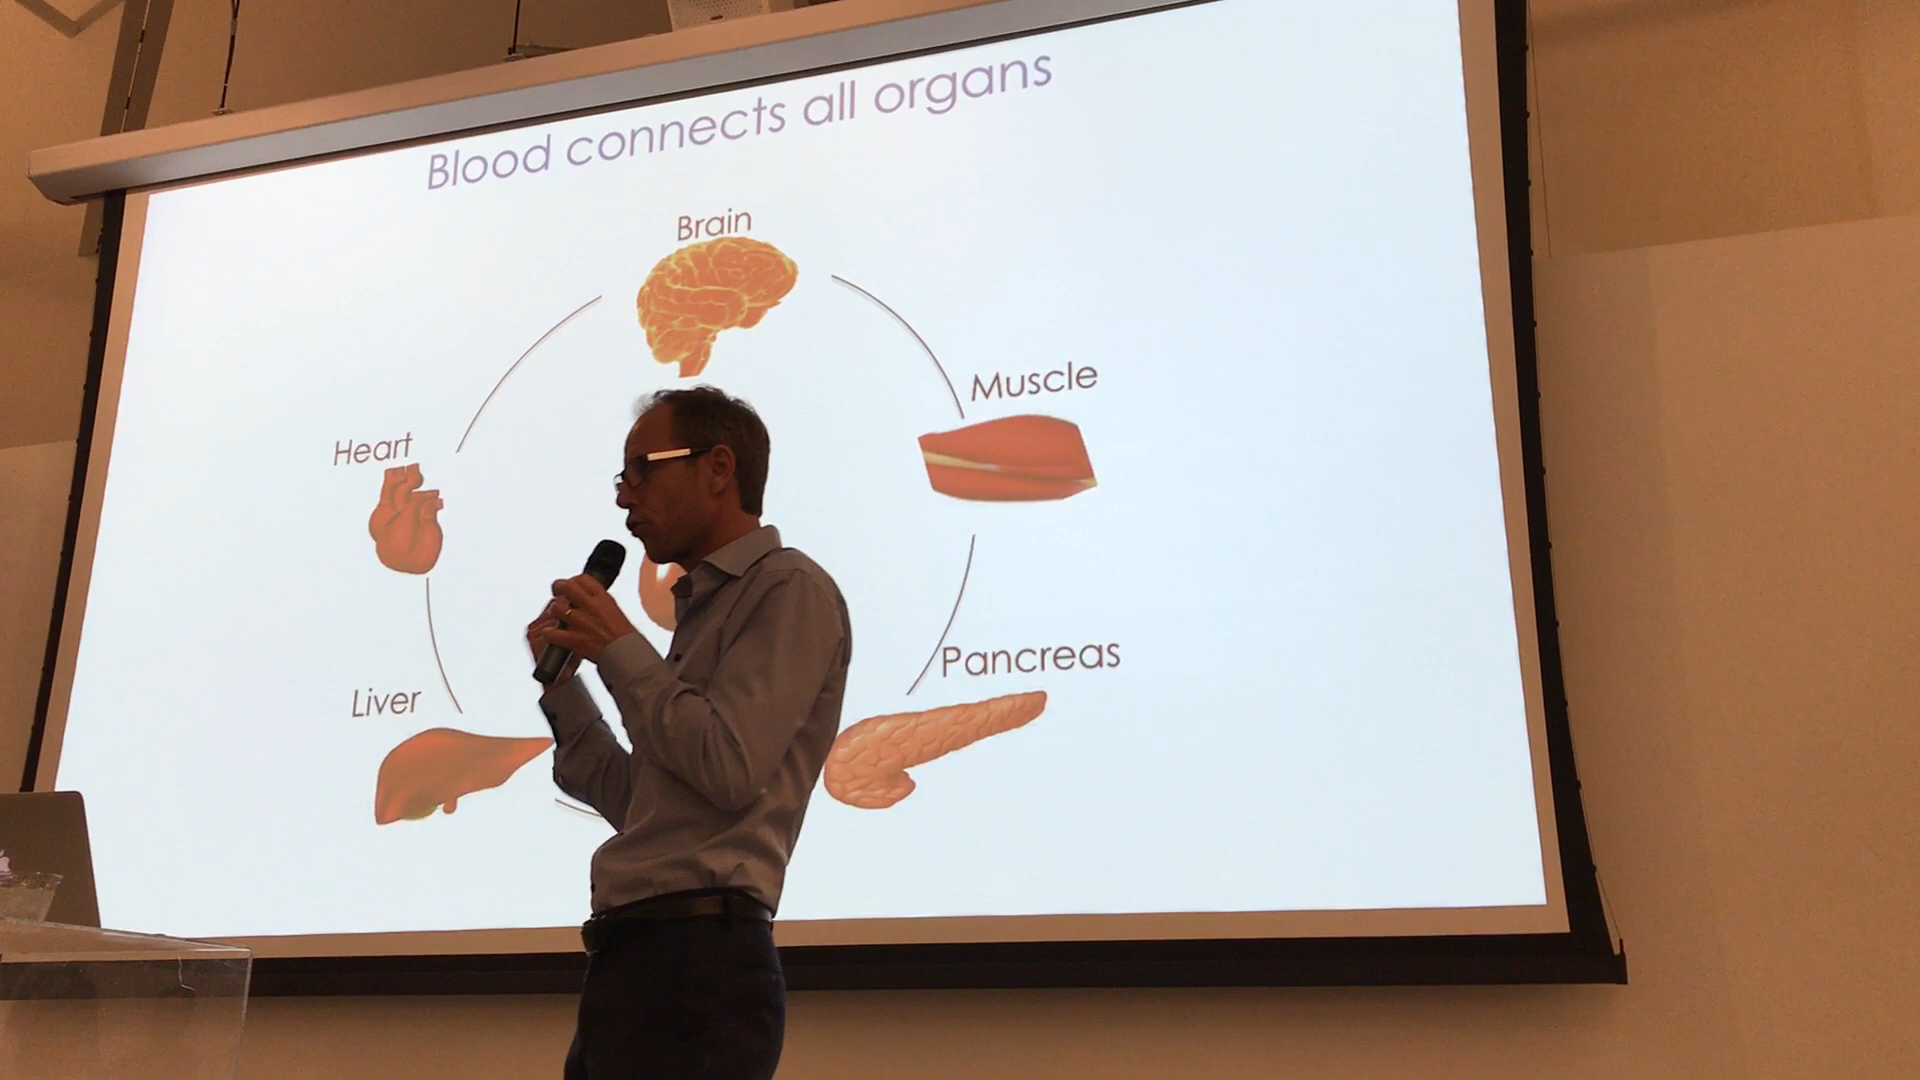 Blood connects all organs
Brain
Muscle
Heart
Pancreas
Liver